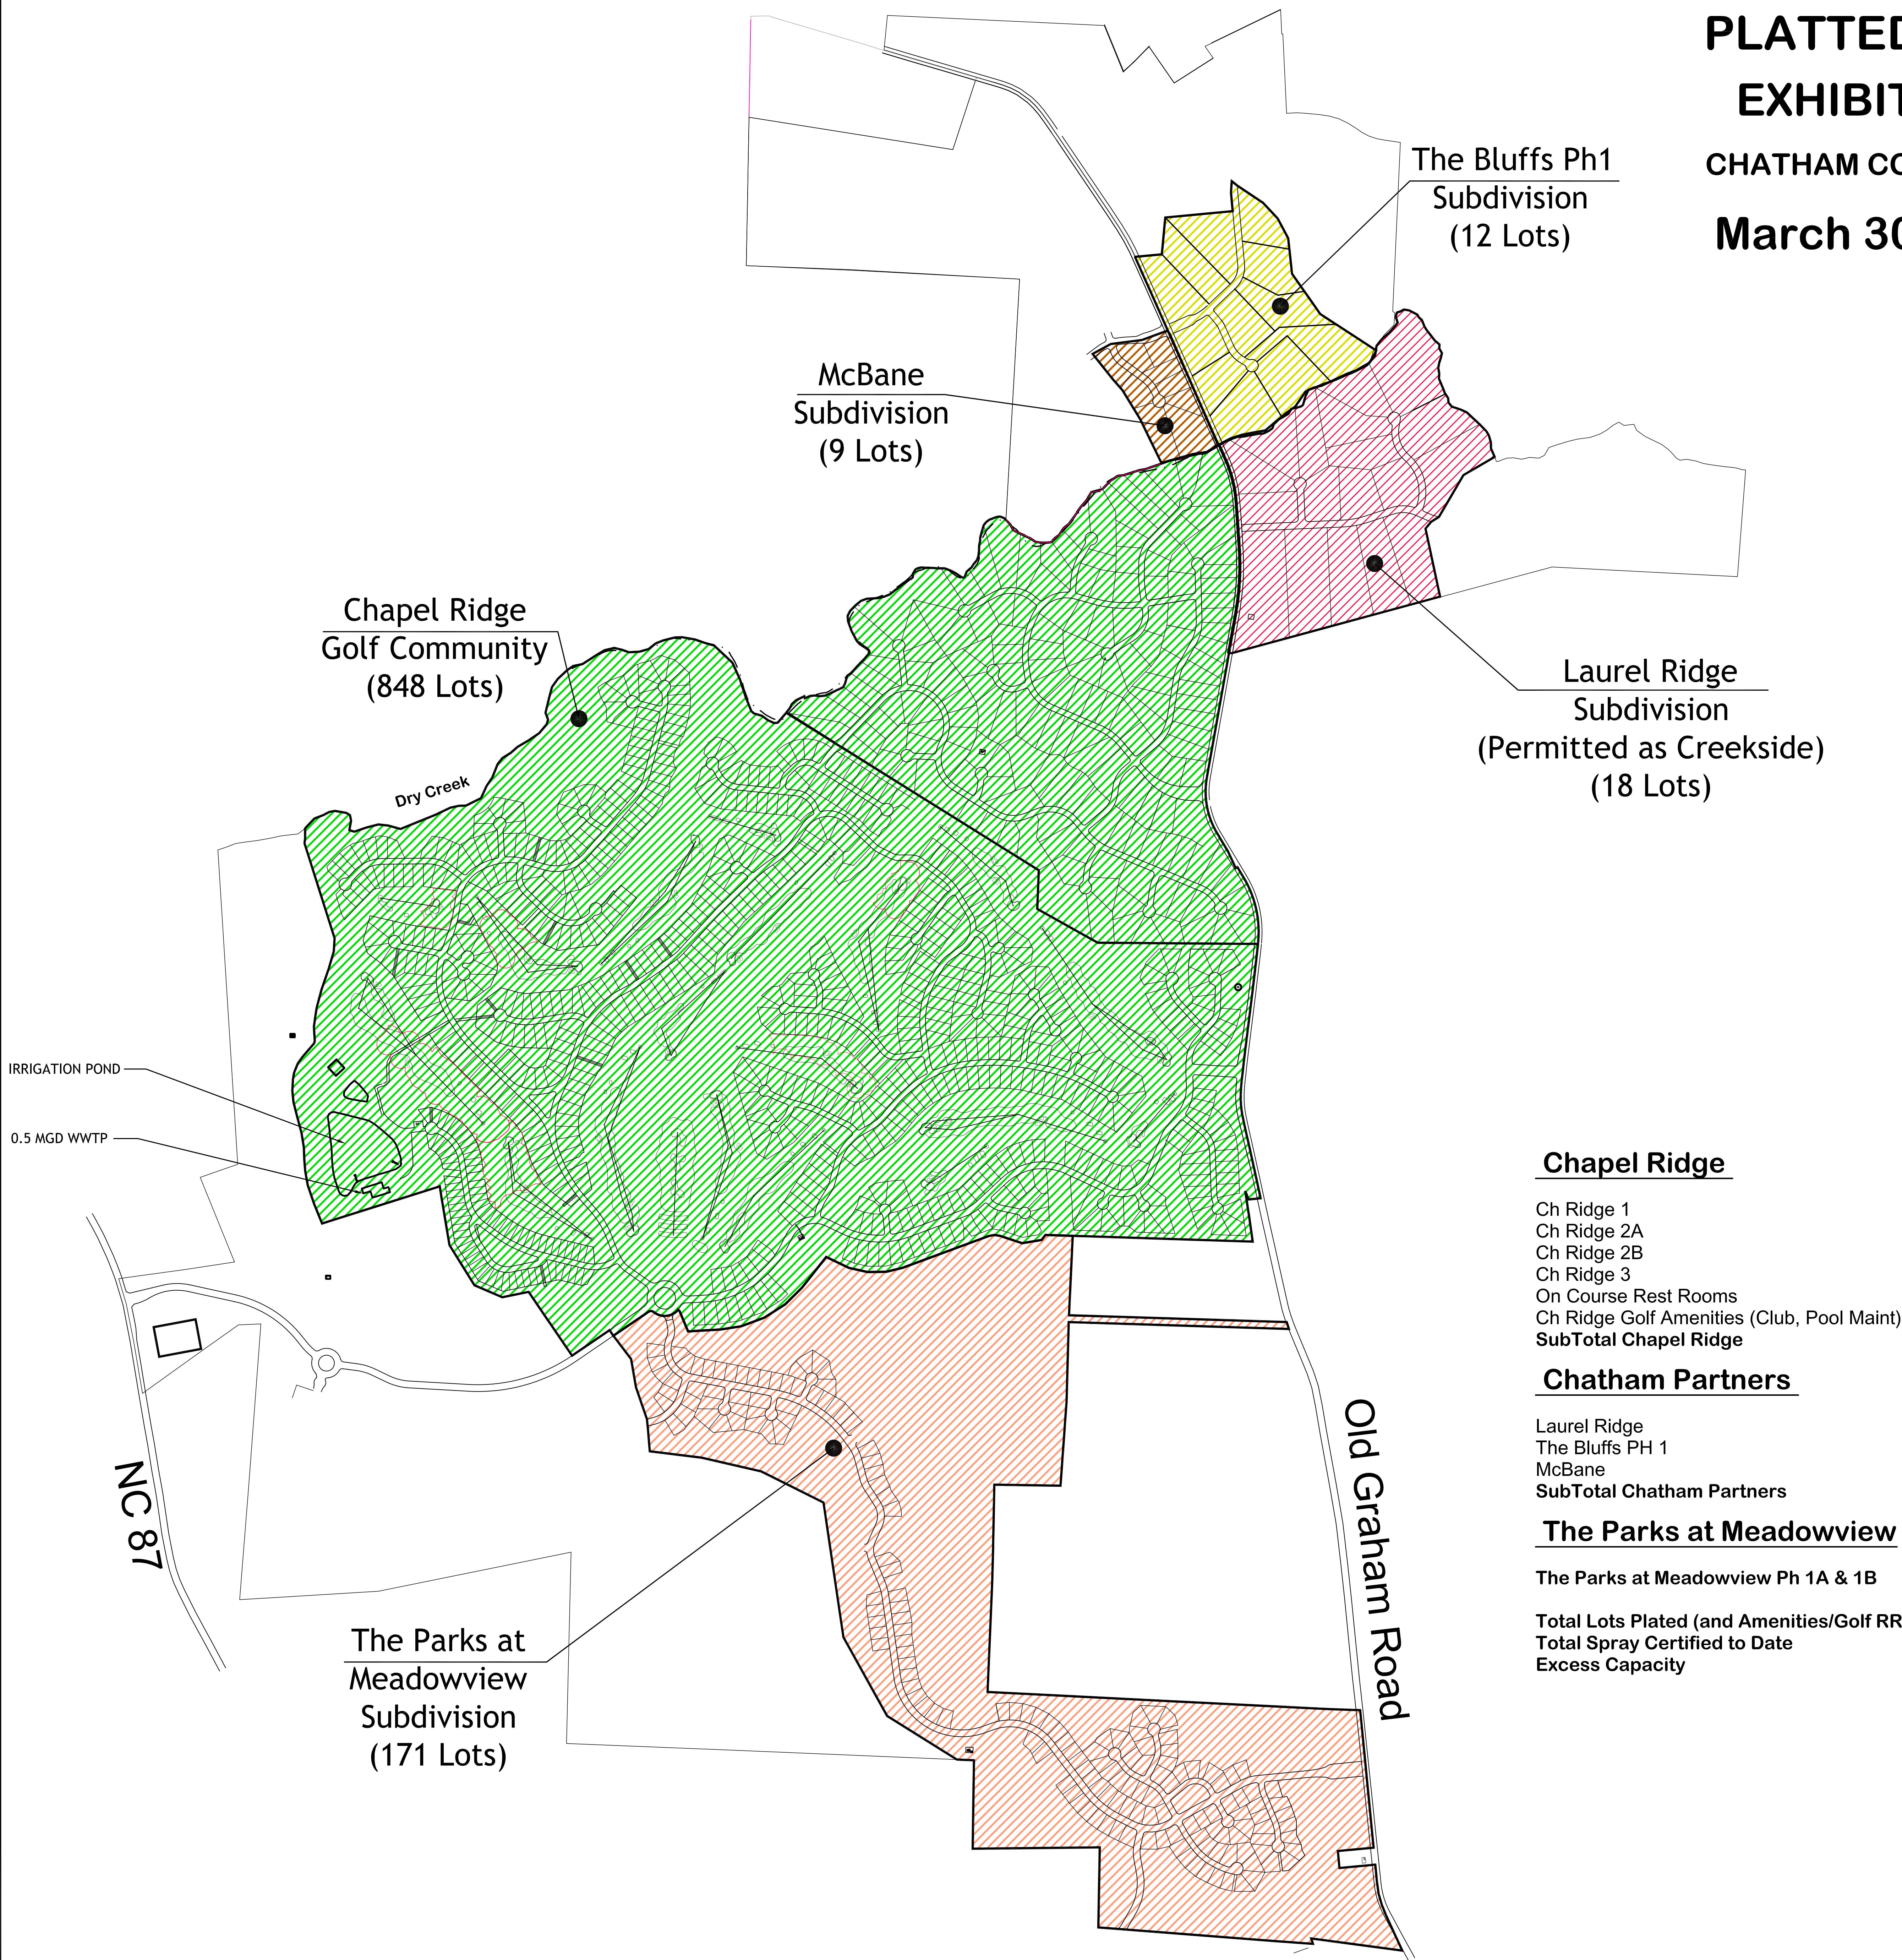 PLATTED
EXHIBIT
CHATHAM CO
March 30
The Bluffs Ph1
Subdivision
(12 Lots)
McBane
Subdivision
(9 Lots)
Chapel Ridge
Golf Community
(848 Lots)
Laurel Ridge
Subdivision
(Permitted as Creekside)
(18 Lots)
Dry Creek
IRRIGATION POND
0.5 MGD WWTP
NC 87
Old Graham Road
The Parks at
Meadowview
Subdivision
(171 Lots)
Chapel Ridge
Ch Ridge 1
Ch Ridge 2A
Ch Ridge 2B
Ch Ridge 3
On Course Rest Rooms
Ch Ridge Golf Amenities (Club, Pool Maint)
SubTotal Chapel Ridge
Chatham Partners
Laurel Ridge
The Bluffs PH 1
McBane
SubTotal Chatham Partners
The Parks at Meadowview
The Parks at Meadowview Ph 1A & 1B
Total Lots Plated (and Amenities/Golf RR
Total Spray Certified to Date
Excess Capacity